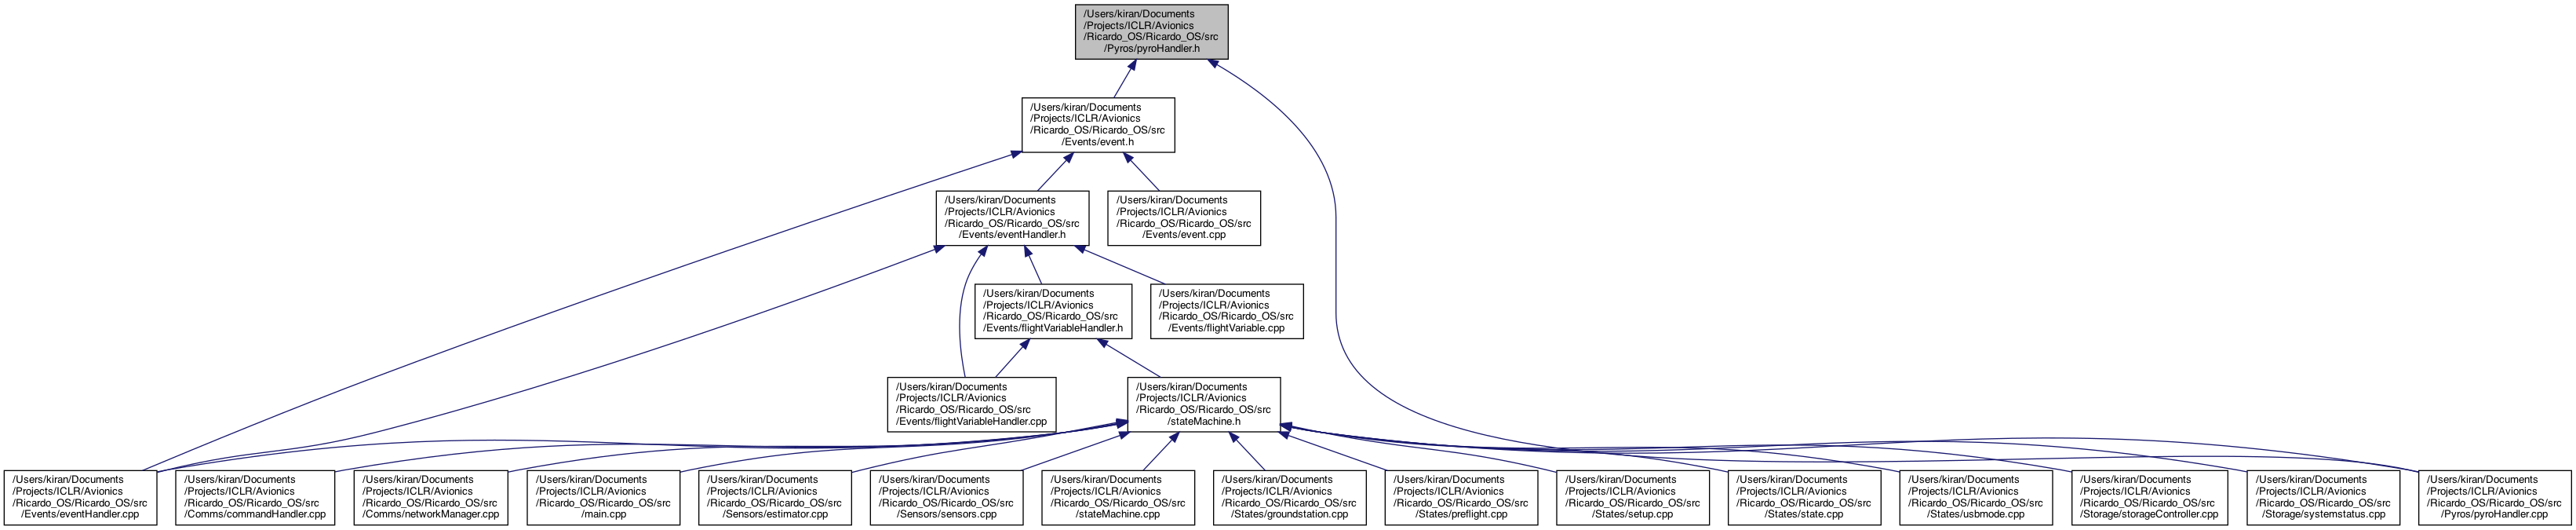 /Users/kiran/Documents
/Projects/ICLR/Avionics
/Ricardo_OS/Ricardo_OS/src
/Pyros/pyroHandler.h
/Users/kiran/Documents
/Projects/ICLR/Avionics
/Ricardo_OS/Ricardo_OS/src
/Events/event.h
/Users/kiran/Documents
/Projects/ICLR/Avionics
/Ricardo_OS/Ricardo_OS/src
/Events/eventHandler.h
/Users/kiran/Documents
/Projects/ICLR/Avionics
/Ricardo_OS/Ricardo_OS/src
/Events/event.cpp
/Users/kiran/Documents
/Projects/ICLR/Avionics
/Ricardo_OS/Ricardo_OS/src
/Events/flightVariableHandler.h
/Users/kiran/Documents
/Projects/ICLR/Avionics
/Ricardo_OS/Ricardo_OS/src
/Events/flightVariable.cpp
/Users/kiran/Documents
/Projects/ICLR/Avionics
/Ricardo_OS/Ricardo_OS/src
/Events/flightVariableHandler.cpp
/Users/kiran/Documents
/Projects/ICLR/Avionics
/Ricardo_OS/Ricardo_OS/src
/stateMachine.h
/Users/kiran/Documents
/Projects/ICLR/Avionics
/Ricardo_OS/Ricardo_OS/src
/Events/eventHandler.cpp
/Users/kiran/Documents
/Projects/ICLR/Avionics
/Ricardo_OS/Ricardo_OS/src
/Comms/commandHandler.cpp
/Users/kiran/Documents
/Projects/ICLR/Avionics
/Ricardo_OS/Ricardo_OS/src
/Comms/networkManager.cpp
/Users/kiran/Documents
/Projects/ICLR/Avionics
/Ricardo_OS/Ricardo_OS/src
/main.cpp
/Users/kiran/Documents
/Projects/ICLR/Avionics
/Ricardo_OS/Ricardo_OS/src
/Sensors/estimator.cpp
/Users/kiran/Documents
/Projects/ICLR/Avionics
/Ricardo_OS/Ricardo_OS/src
/Sensors/sensors.cpp
/Users/kiran/Documents
/Projects/ICLR/Avionics
/Ricardo_OS/Ricardo_OS/src
/stateMachine.cpp
/Users/kiran/Documents
/Projects/ICLR/Avionics
/Ricardo_OS/Ricardo_OS/src
/States/groundstation.cpp
/Users/kiran/Documents
/Projects/ICLR/Avionics
/Ricardo_OS/Ricardo_OS/src
/States/preflight.cpp
/Users/kiran/Documents
/Projects/ICLR/Avionics
/Ricardo_OS/Ricardo_OS/src
/States/setup.cpp
/Users/kiran/Documents
/Projects/ICLR/Avionics
/Ricardo_OS/Ricardo_OS/src
/States/state.cpp
/Users/kiran/Documents
/Projects/ICLR/Avionics
/Ricardo_OS/Ricardo_OS/src
/States/usbmode.cpp
/Users/kiran/Documents
/Projects/ICLR/Avionics
/Ricardo_OS/Ricardo_OS/src
/Storage/storageController.cpp
/Users/kiran/Documents
/Projects/ICLR/Avionics
/Ricardo_OS/Ricardo_OS/src
/Storage/systemstatus.cpp
/Users/kiran/Documents
/Projects/ICLR/Avionics
/Ricardo_OS/Ricardo_OS/src
/Pyros/pyroHandler.cpp